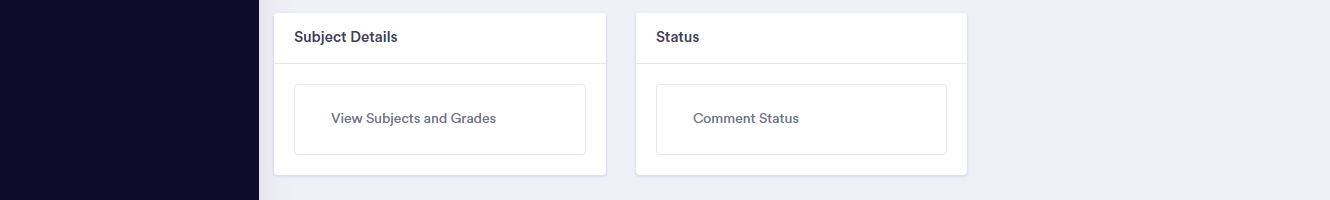 Subject Details
Status
View Subjects and Grades
Comment Status